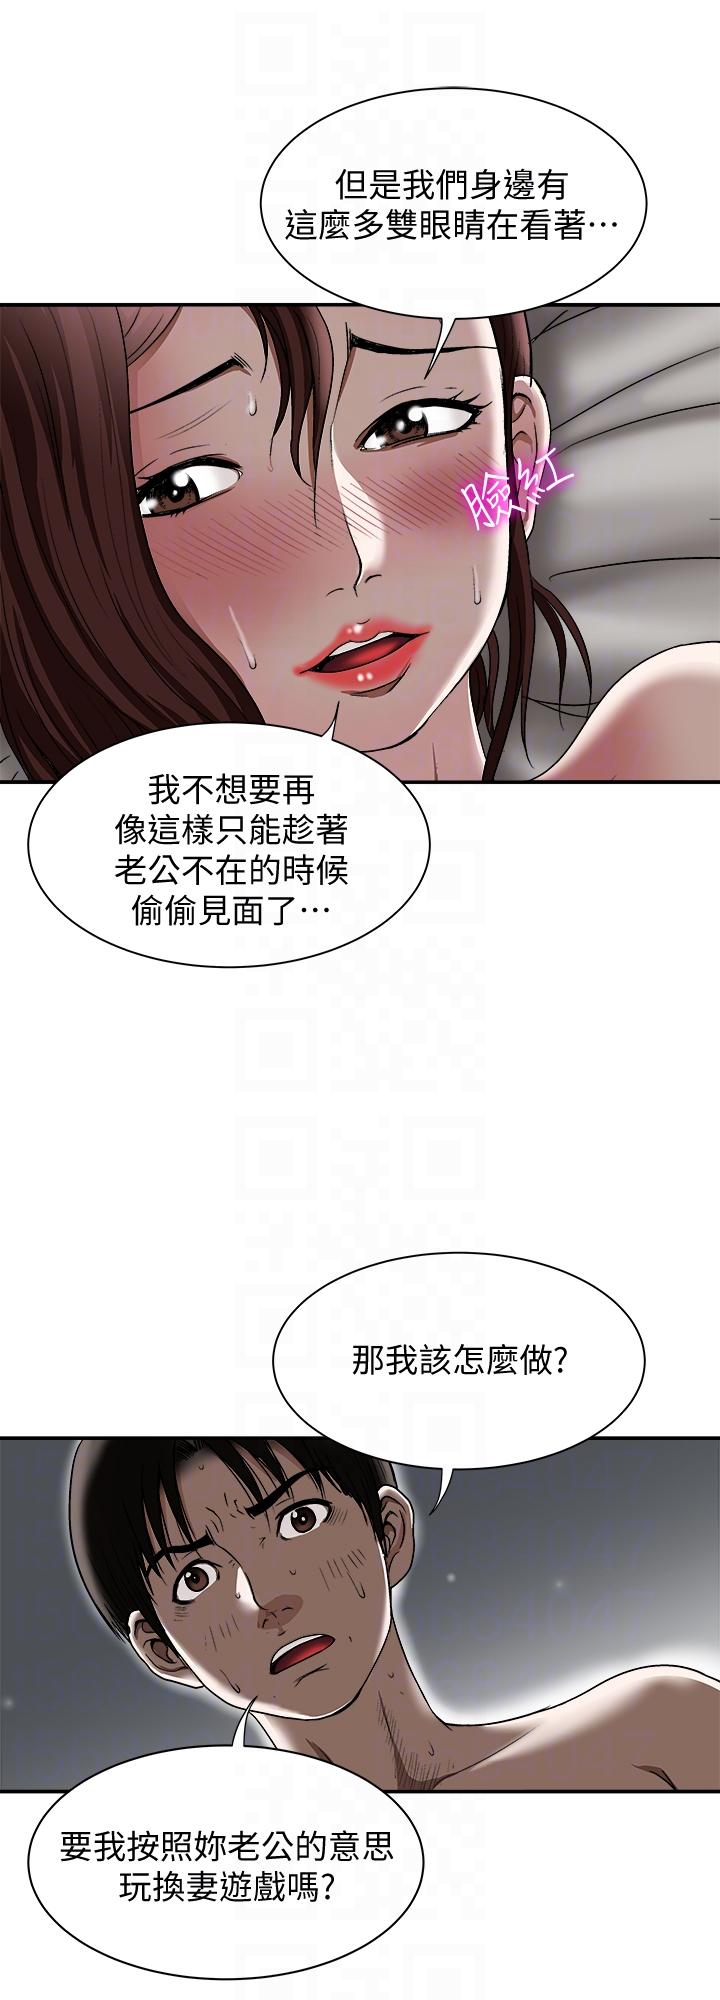 但是我們身邊有
這麼多雙眼睛在看著⋯
臉紅
我不想要再
像這樣只能趁著
老公不在的時候
偷偷見面了⋯
那我該怎麼做?
要我按照妳老公的意思
玩換妻遊戲嗎?